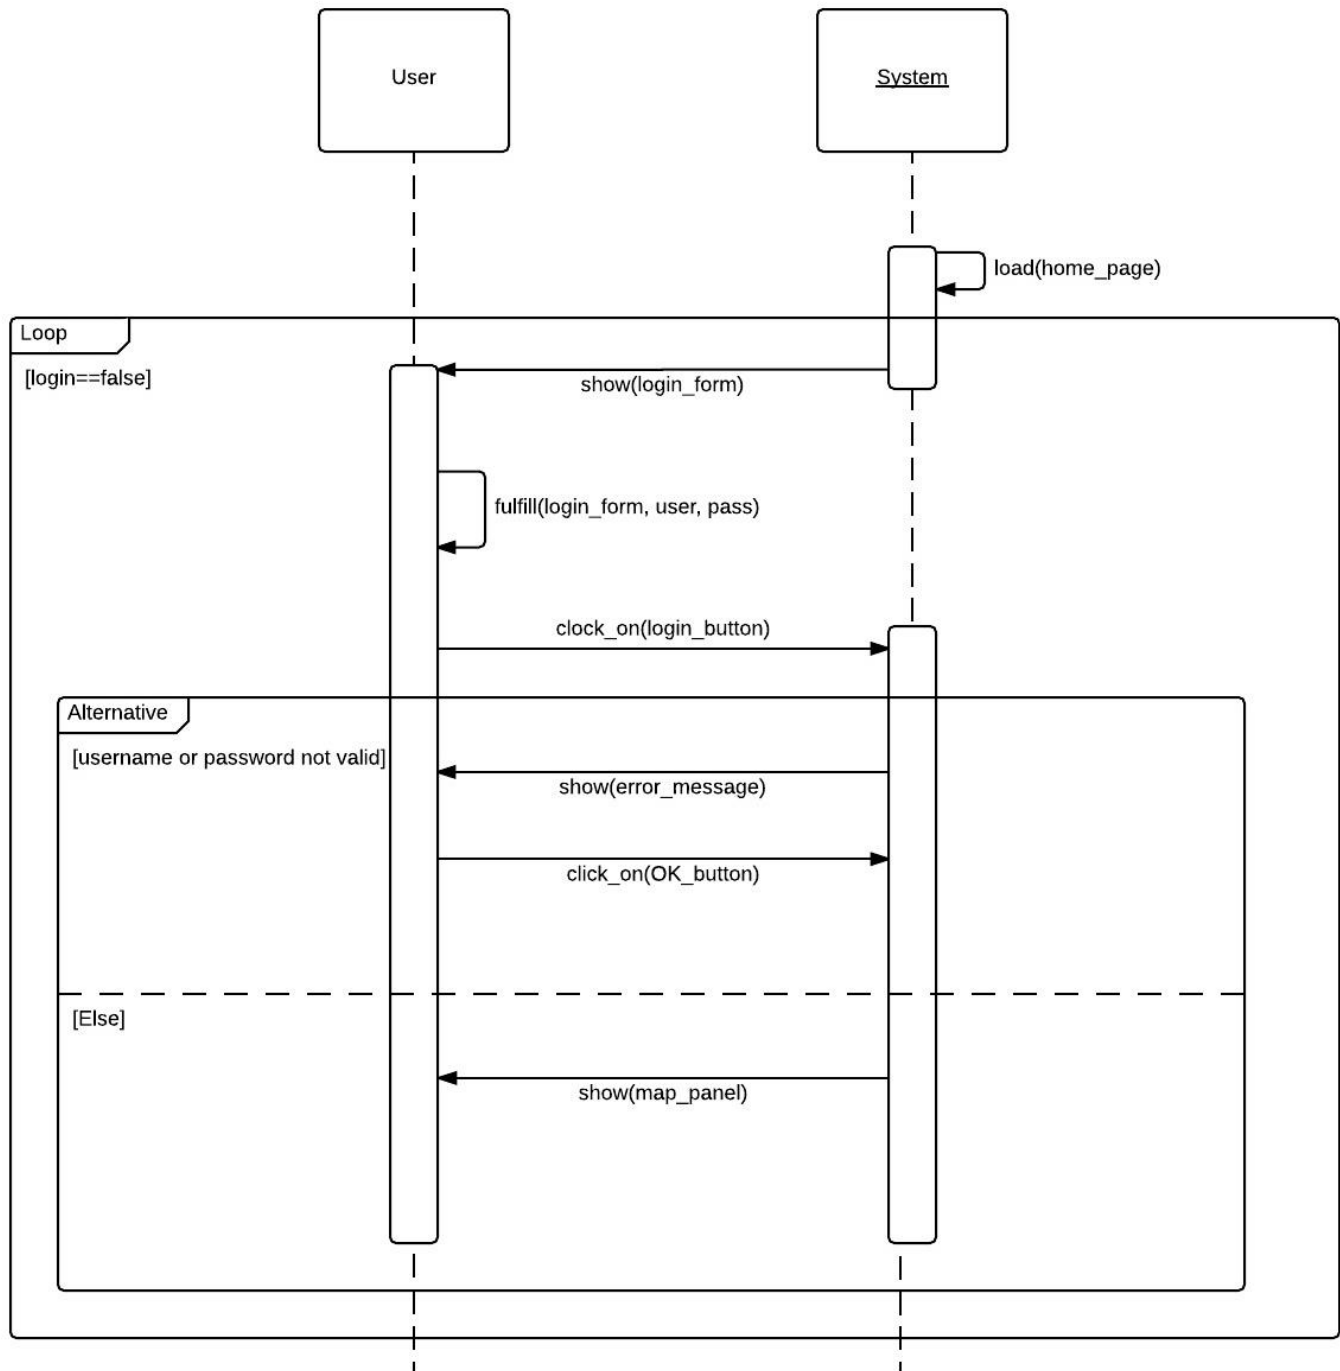 User
System
load(home_page)
Loop
[login==false]
show(login_form)
fulfill(login_form, user, pass)
clock_on(login_button)
Alternative
[username or password not valid]
show(error_message)
click_on(OK_button)
[Else]
show(map_panel)